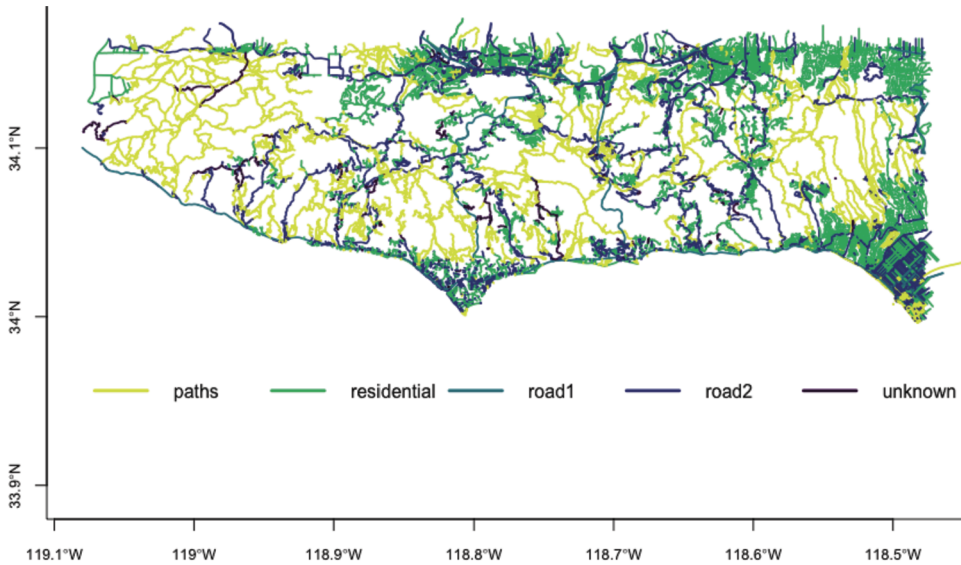 34.1°N
34°N
paths residential road1 road2 unknown
33.9°N
119.1°W 119°W 118.9°W 118.8°W 118.7°W 118.6°W 118.5°W